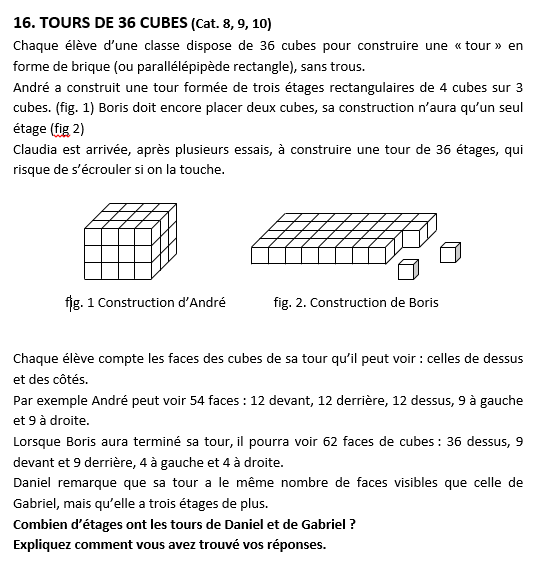 16. TOURS DE 36 CUBES (Cat. 8, 9, 10)
Chaque élève d'une classe dispose de 36 cubes pour construire une « tour » en
forme de brique (ou parallélépipède rectangle), sans trous.
André a construit une tour formée de trois étages rectangulaires de 4 cubes sur 3
cubes. (fig. 1) Boris doit encore placer deux cubes, sa construction n'aura qu'un seul
étage (fig 2)
Claudia est arrivée, après plusieurs essais, à construire une tour de 36 étages, qui
risque de s'écrouler si on la touche.
fig. 1 Construction d'André
fig. 2. Construction de Boris
Chaque élève compte les faces des cubes de sa tour qu'il peut voir : celles de dessus
et des côtés.
Par exemple André peut voir 54 faces : 12 devant, 12 derrière, 12 dessus, 9 à gauche
et 9 à droite.
Lorsque Boris aura terminé sa tour, il pourra voir 62 faces de cubes : 36 dessus, 9
devant et 9 derrière, 4 à gauche et 4 à droite.
Daniel remarque que sa tour a le même nombre de faces visibles que celle de
Gabriel, mais qu'elle a trois étages de plus.
Combien d'étages ont les tours de Daniel et de Gabriel ?
Expliquez comment vous avez trouvé vos réponses.